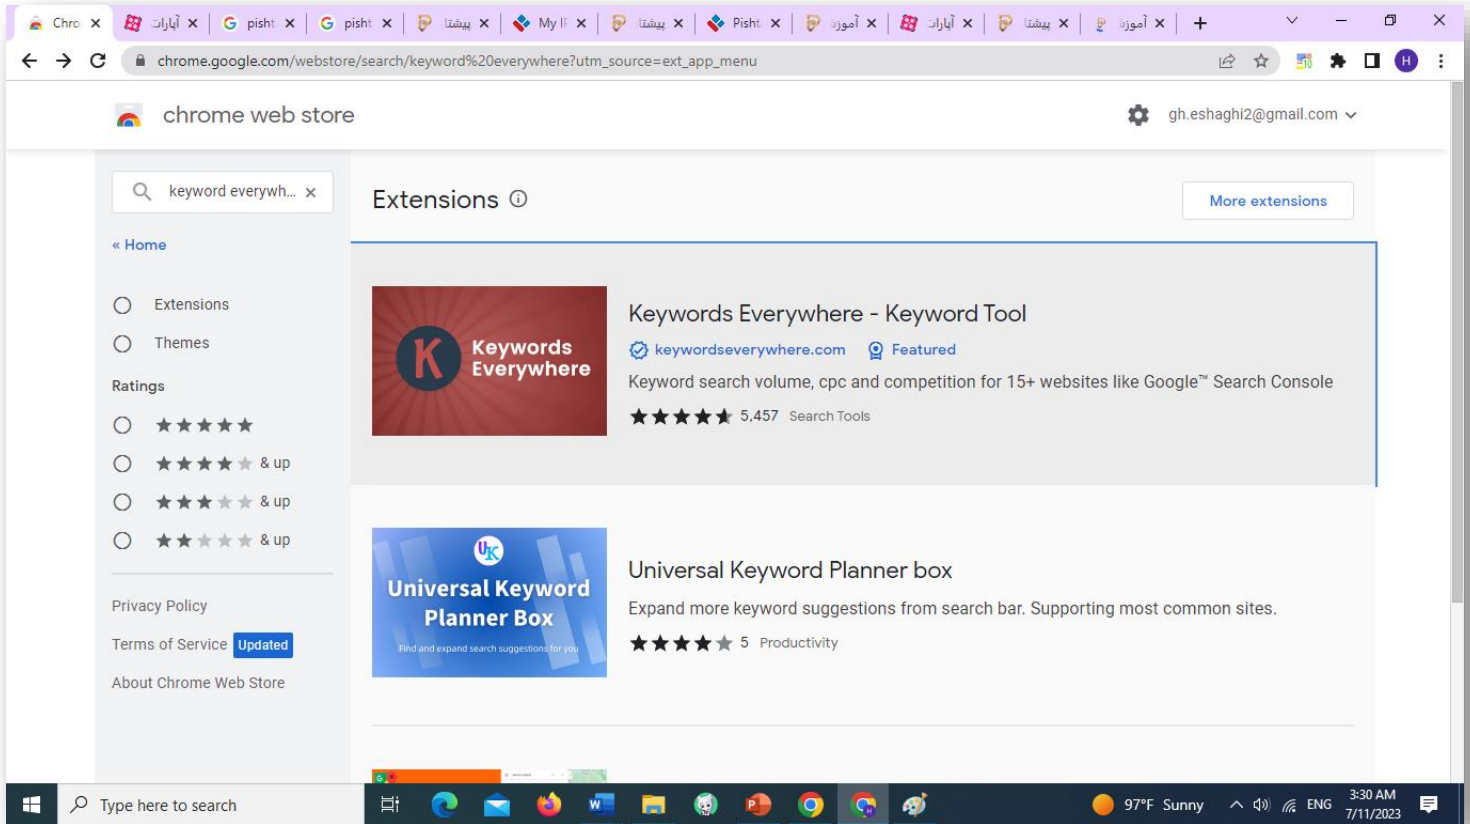 Chro
آپارات
pisht
pisht
پیشتا
My IF
پیشتا
Pisht
آموزد
آپارات
پیشتا
آموزد
chrome.google.com/webstore/search/keyword%20everywhere?utm_source=ext_app_menu
H
chrome web store
gh.eshaghi2@gmail.com
keyword everywh...
Extensions
More extensions
« Home
Extensions
Themes
Ratings
& up
& up
& up
Privacy Policy
Terms of Service Updated
About Chrome Web Store
K Keywords
Everywhere
Keywords Everywhere - Keyword Tool
keywordseverywhere.com Featured
Keyword search volume, cpc and competition for 15+ websites like Google™ Search Console
5,457 Search Tools
UK
Universal Keyword
Planner Box
Find and expand search suggestions for you
Universal Keyword Planner box
Expand more keyword suggestions from search bar. Supporting most common sites.
5 Productivity
Type here to search
97°F Sunny
ENG
3:30 AM
7/11/2023